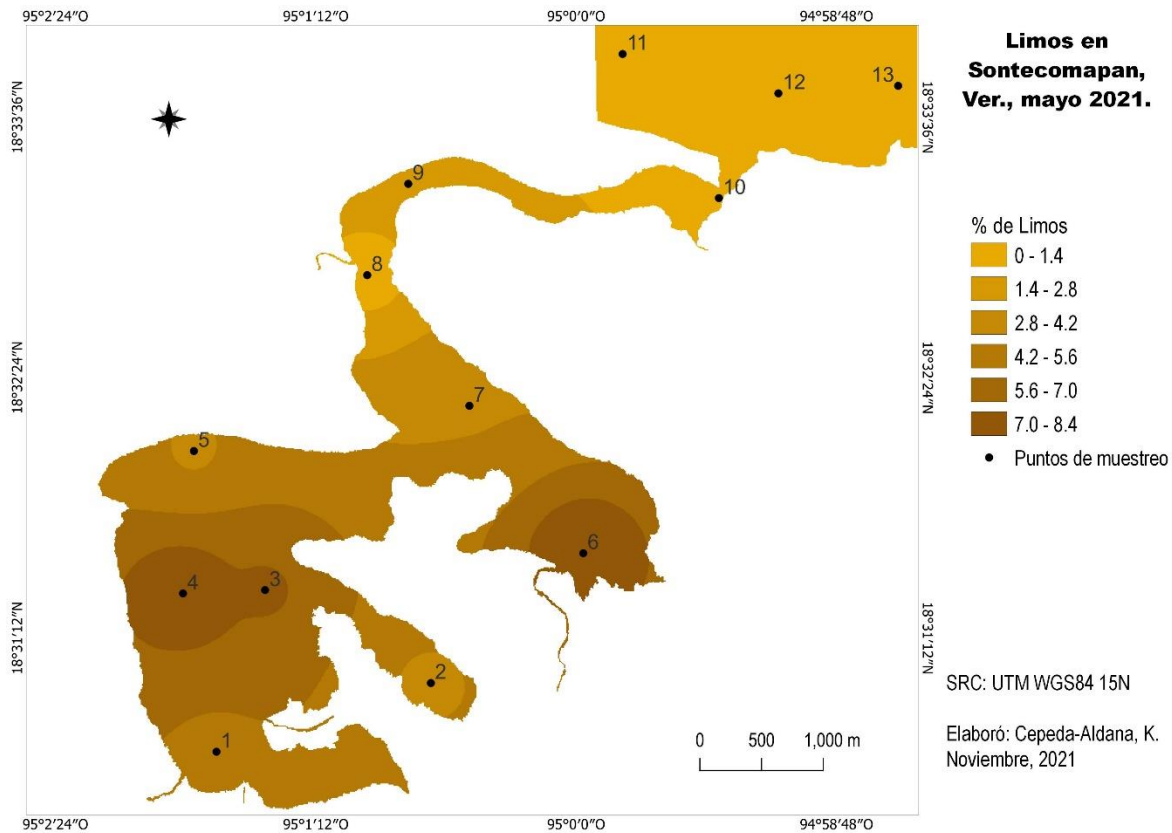 95°2′24″O 95°1′12″O 95°0′0″O 94°58′48″O
Limos en
Sontecomapan,
Ver., mayo 2021.
18°33′36″N
18°33′36″N
11
12
13
9
10
8
% de Limos
0 - 1.4
1.4 - 2.8
2.8 - 4.2
4.2 - 5.6
5.6 - 7.0
7.0 - 8.4
Puntos de muestreo
18°32′24″N
18°32′24″N
7
5
6
4
3
18°31′12″N
18°31′12″N
2
1
SRC: UTM WGS84 15N
Elaboró: Cepeda-Aldana, K.
Noviembre, 2021
0 500 1,000 m
95°2′24″O 95°1′12″O 95°0′0″O 94°58′48″O